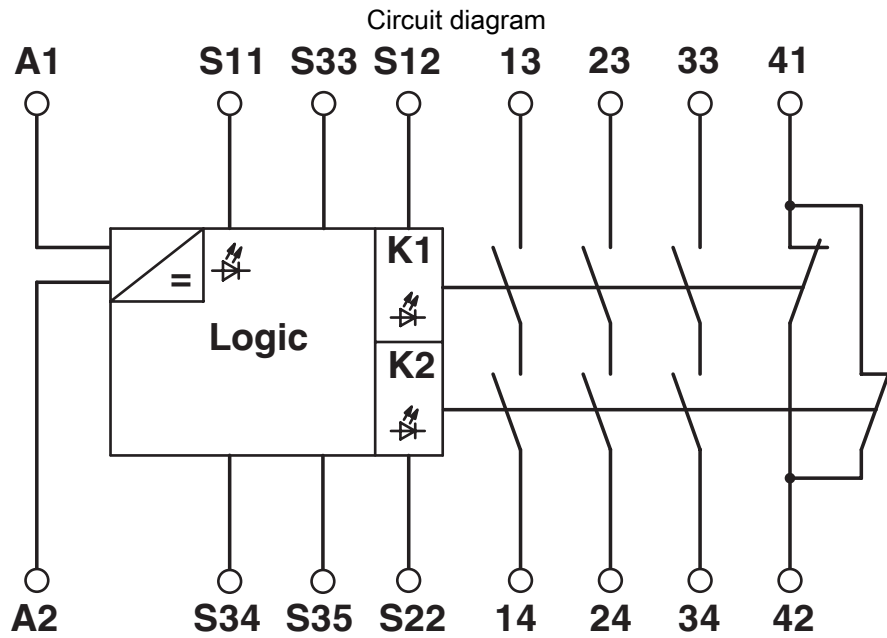 Circuit diagram
A1 S11 S33 S12 13 23 33 41
K1
=
Logic
K2
A2 S34 S35 S22 14 24 34 42